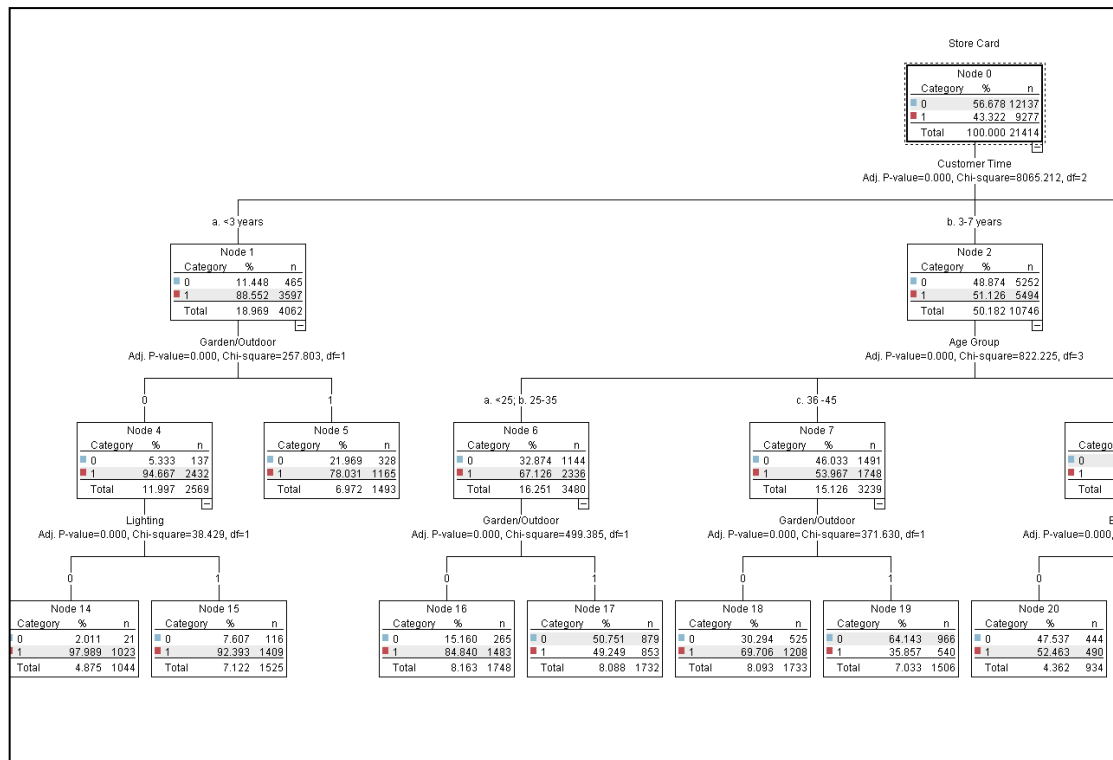 Store Card
Node 0
Category % n
0 56.678 12137
1 43.322 9277
Total 100.000 21414
Customer Time
Adj. P-value=0.000, Chi-square=8065.212, df=2
a. <3 years
b. 3-7 years
Node 1
Category % n
0 11.448 465
1 88.552 3597
Total 18.969 4062
Node 2
Category % n
0 48.874 5252
1 51.126 5494
Total 50.182 10746
Garden/Outdoor
Adj. P-value=0.000, Chi-square=257.803, df=1
Age Group
Adj. P-value=0.000, Chi-square=822.225, df=3
0
1
a. <25; b. 25-35
c. 36 -45
Node 4
Category % n
0 5.333 137
1 94.667 2432
Total 11.997 2569
Node 5
Category % n
0 21.969 328
1 78.031 1165
Total 6.972 1493
Node 6
Category % n
0 32.874 1144
1 67.126 2336
Total 16.251 3480
Node 7
Category % n
0 46.033 1491
1 53.967 1748
Total 15.126 3239
0
1
Total
Lighting
Adj. P-value=0.000, Chi-square=38.429, df=1
Garden/Outdoor
Adj. P-value=0.000, Chi-square=499.385, df=1
Garden/Outdoor
Adj. P-value=0.000, Chi-square=371.630, df=1
Adj. P-value=0.000,
0
1
0
1
0
1
0
Node 14
Category % n
0 2.011 21
1 97.989 1023
Total 4.875 1044
Node 15
Category % n
0 7.607 116
1 92.393 1409
Total 7.122 1525
Node 16
Category % n
0 15.160 265
1 84.840 1483
Total 8.163 1748
Node 17
Category % n
0 50.751 879
1 49.249 853
Total 8.088 1732
Node 18
Category % n
0 30.294 525
1 69.706 1208
Total 8.093 1733
Node 19
Category % n
0 64.143 966
1 35.857 540
Total 7.033 1506
Node 20
Category % n
0 47.537 444
1 52.463 490
Total 4.362 934